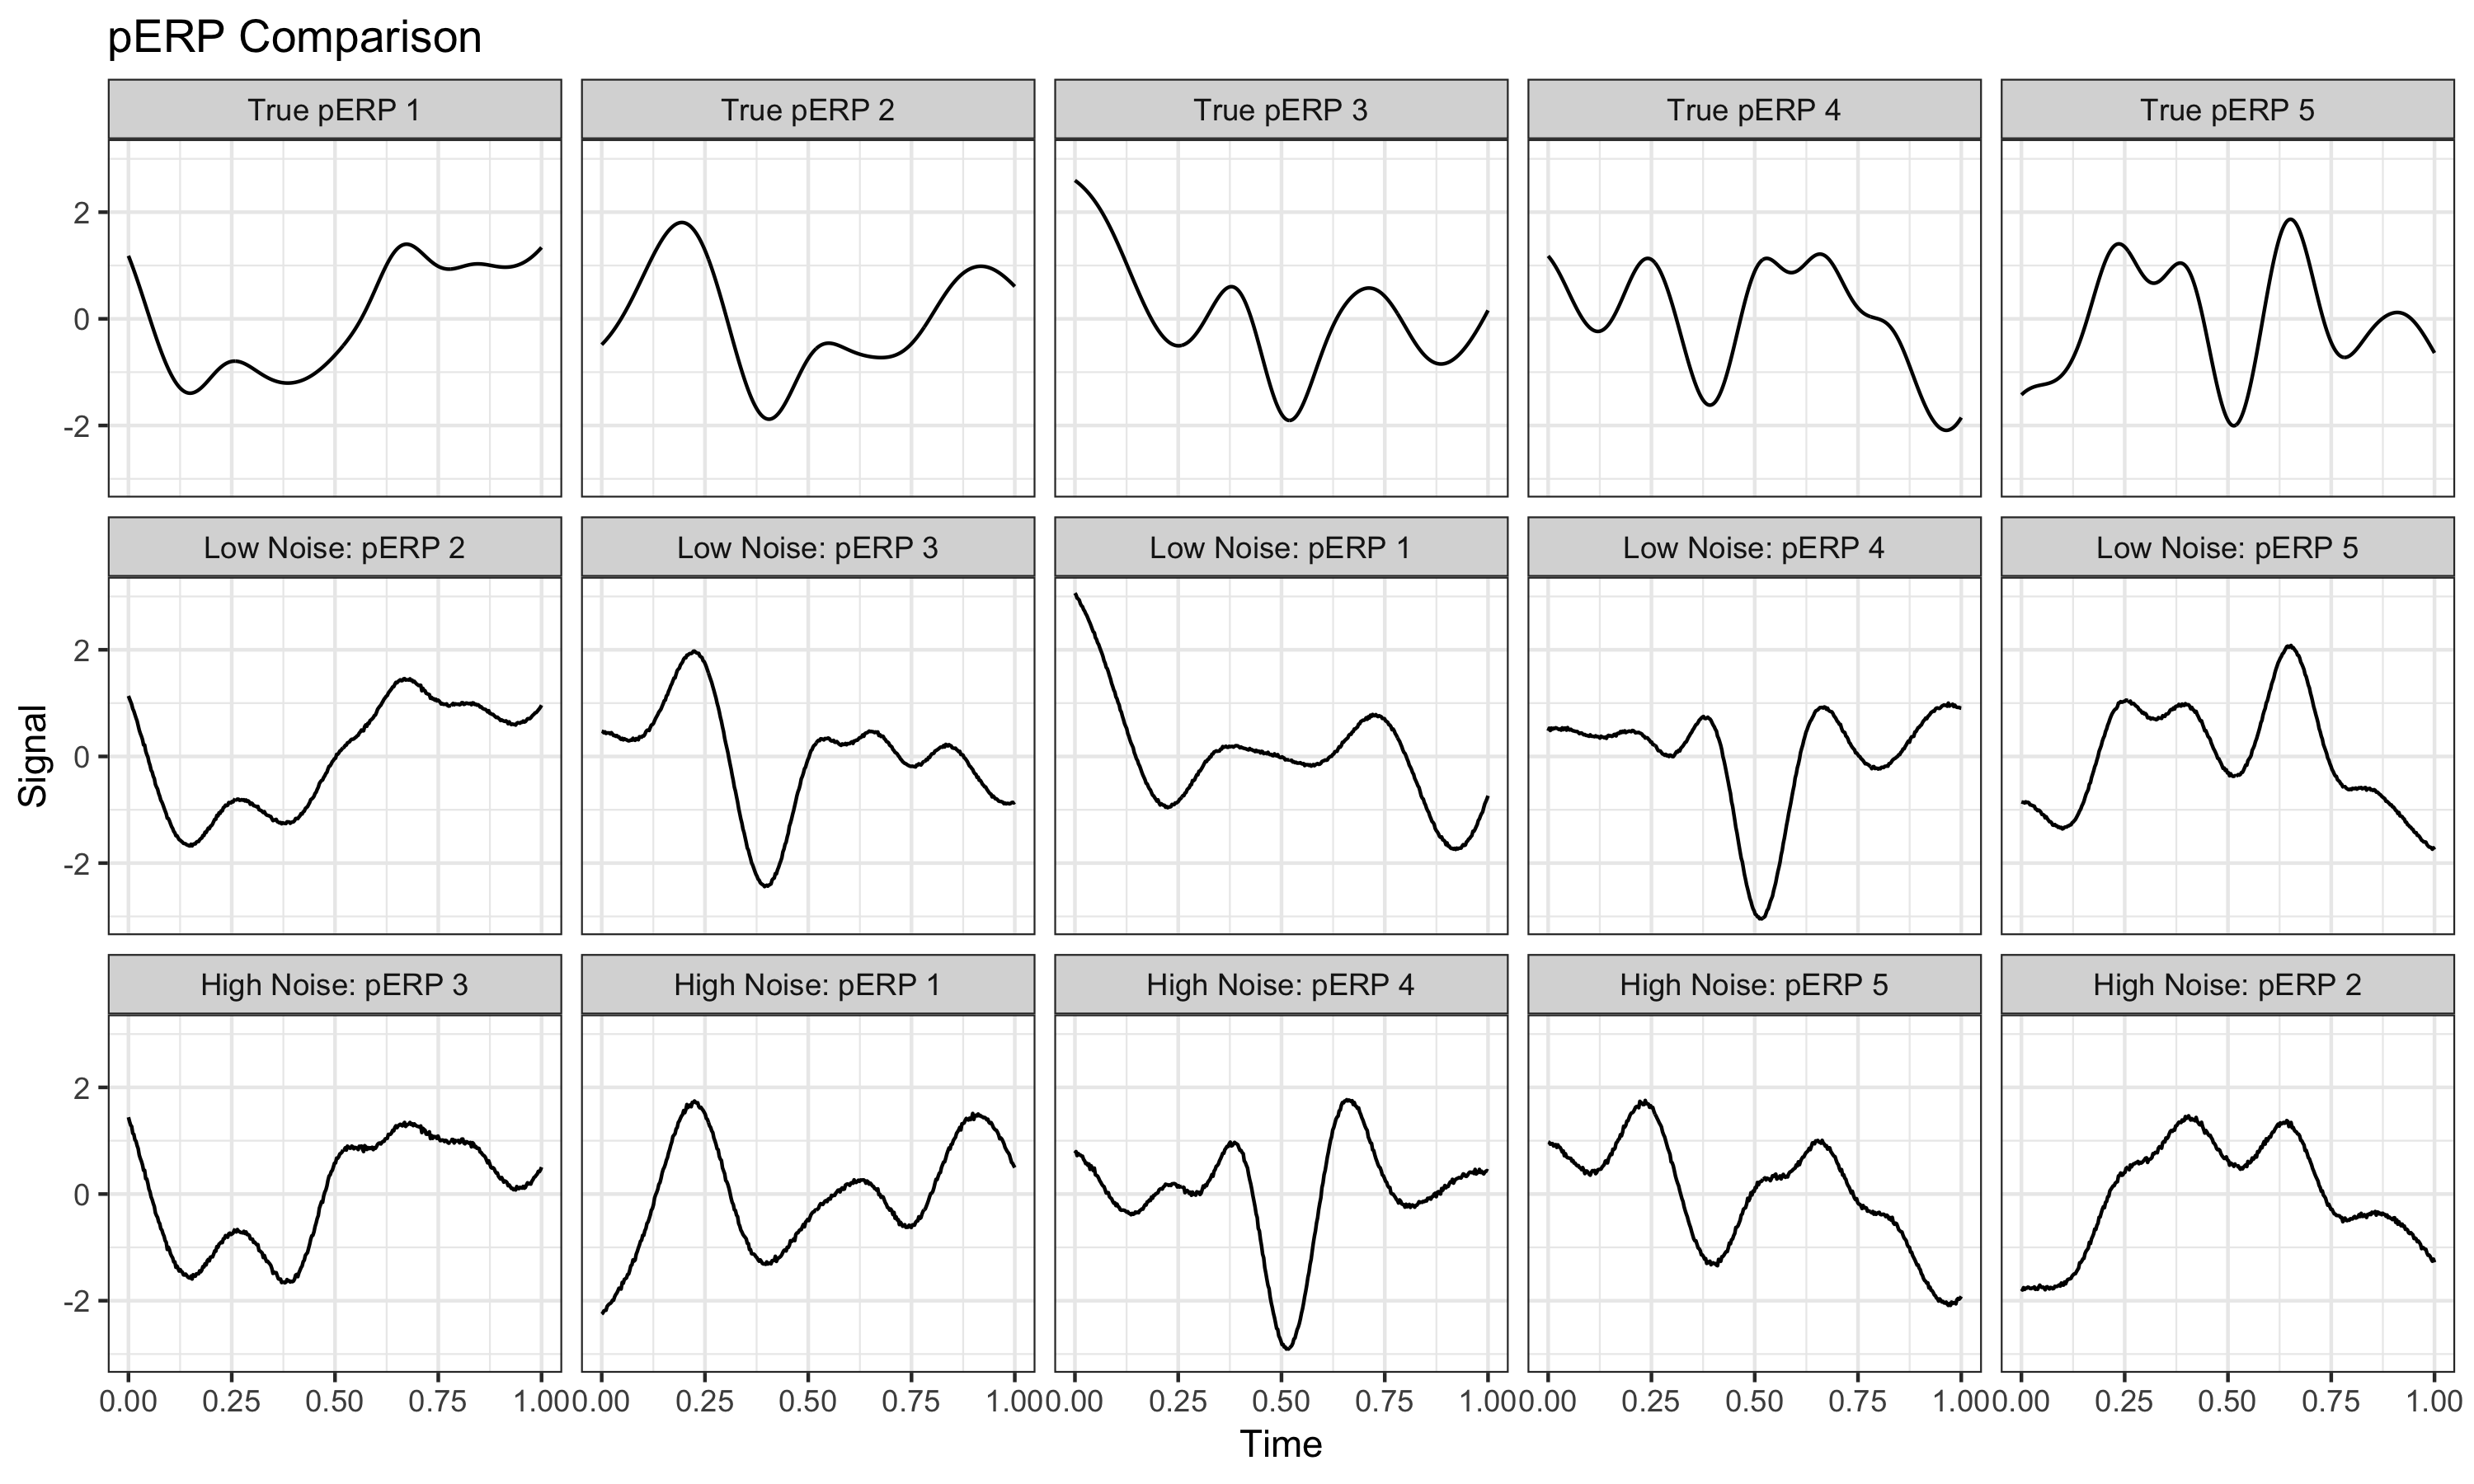 pERP Comparison
True pERP 1
True pERP 2
True pERP 3
True pERP 4
True pERP 5
2
0
-2
Low Noise: pERP 2
Low Noise: pERP 3
Low Noise: pERP 1
Low Noise: pERP 4
Low Noise: pERP 5
Signal
2
0
-2
High Noise: pERP 3
High Noise: pERP 1
High Noise: pERP 4
High Noise: pERP 5
High Noise: pERP 2
2
0
-2
0.00 0.25 0.50 0.75 1.00
0.00 0.25 0.50 0.75 1.00
0.00 0.25 0.50 0.75 1.00
0.00 0.25 0.50 0.75 1.00
0.00 0.25 0.50 0.75 1.00
Time